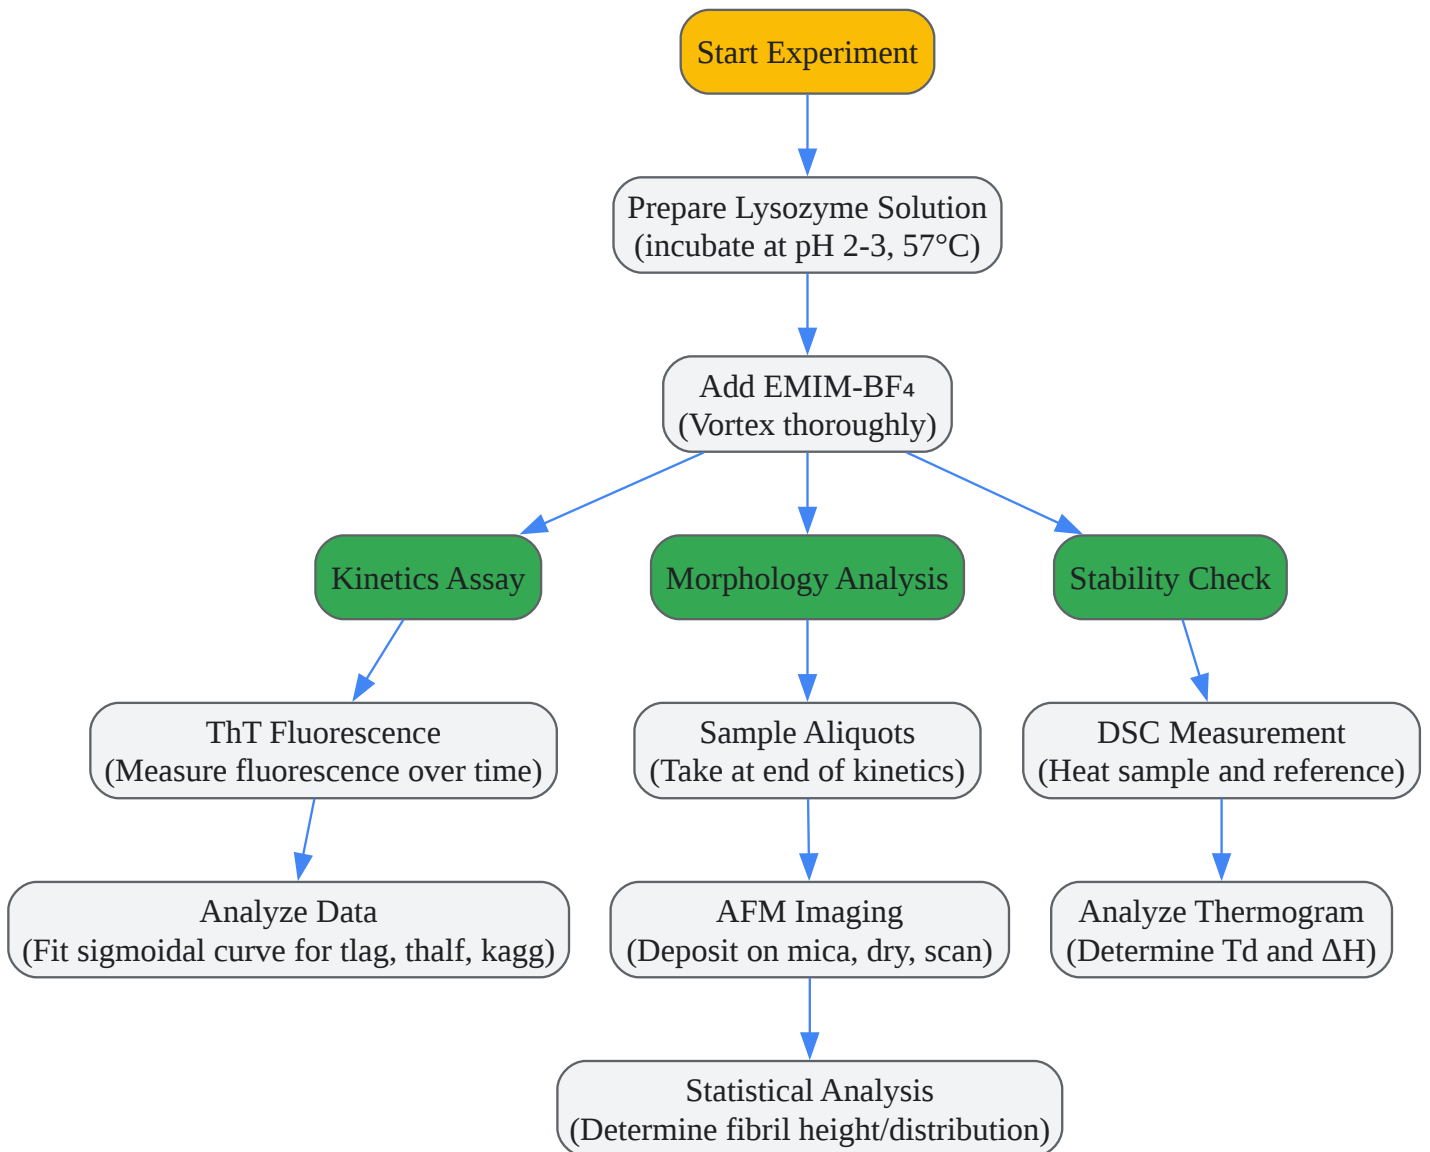 Start Experiment
Prepare Lysozyme Solution
(incubate at pH 2-3, 57°C)
Add EMIM-BF₄
(Vortex thoroughly)
Kinetics Assay
Morphology Analysis
Stability Check
ThT Fluorescence
(Measure fluorescence over time)
Sample Aliquots
(Take at end of kinetics)
DSC Measurement
(Heat sample and reference)
Analyze Data
(Fit sigmoidal curve for tlag, thalf, kagg)
AFM Imaging
(Deposit on mica, dry, scan)
Analyze Thermogram
(Determine Td and ΔH)
Statistical Analysis
(Determine fibril height/distribution)